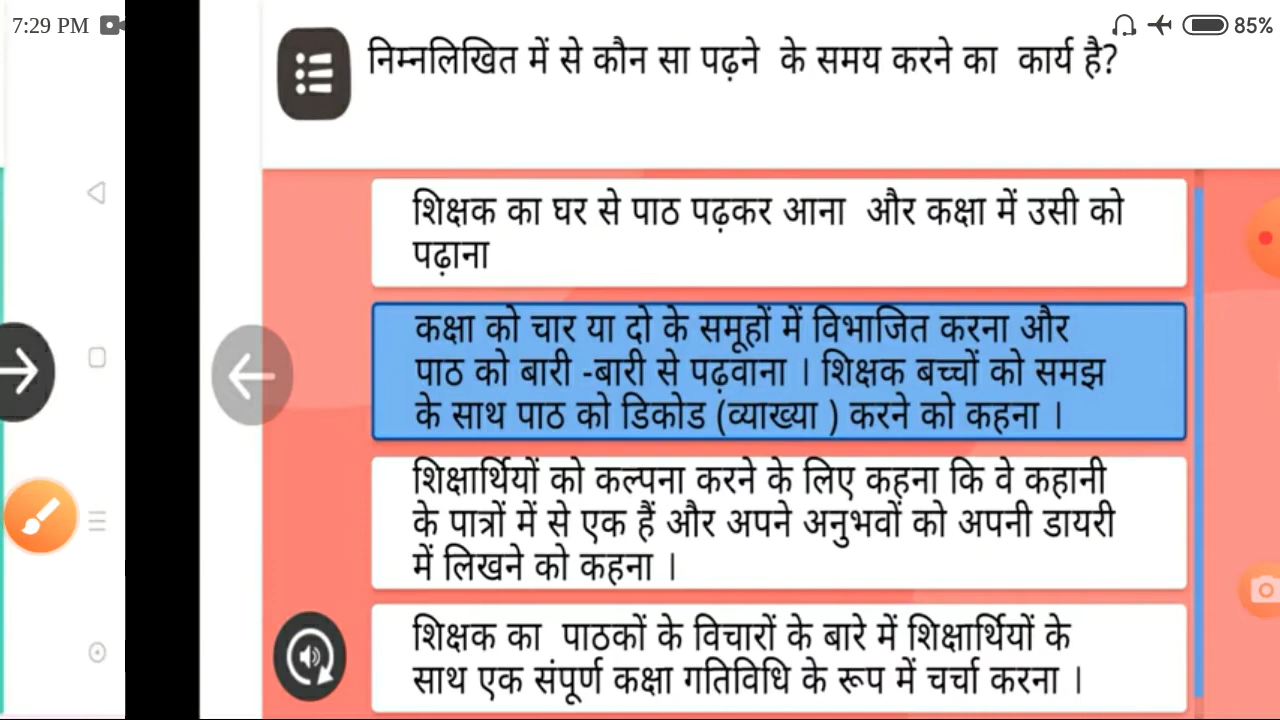 7:29 PM
85%
निम्नलिखित में से कौन सा पढ़ने के समय करने का कार्य है?
शिक्षक का घर से पाठ पढ़कर आना और कक्षा में उसी को
पढ़ाना
कक्षा को चार या दो के समूहों में विभाजित करना और
पाठ को बारी -बारी से पढ़वाना । शिक्षक बच्चों को समझ
के साथ पाठ को डिकोड (व्याख्या ) करने को कहना ।
शिक्षार्थियों को कल्पना करने के लिए कहना कि वे कहानी
के पात्रों में से एक हैं और अपने अनुभवों को अपनी डायरी
में लिखने को कहना ।
शिक्षक का पाठकों के विचारों के बारे में शिक्षार्थियों के
साथ एक संपूर्ण कक्षा गतिविधि के रूप में चर्चा करना ।